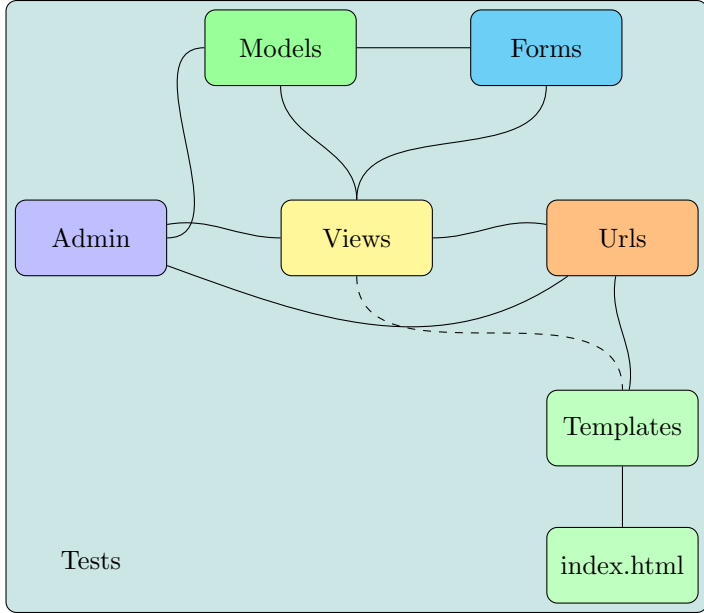 Models
Forms
Admin
Views
Urls
Templates
Tests
index.html